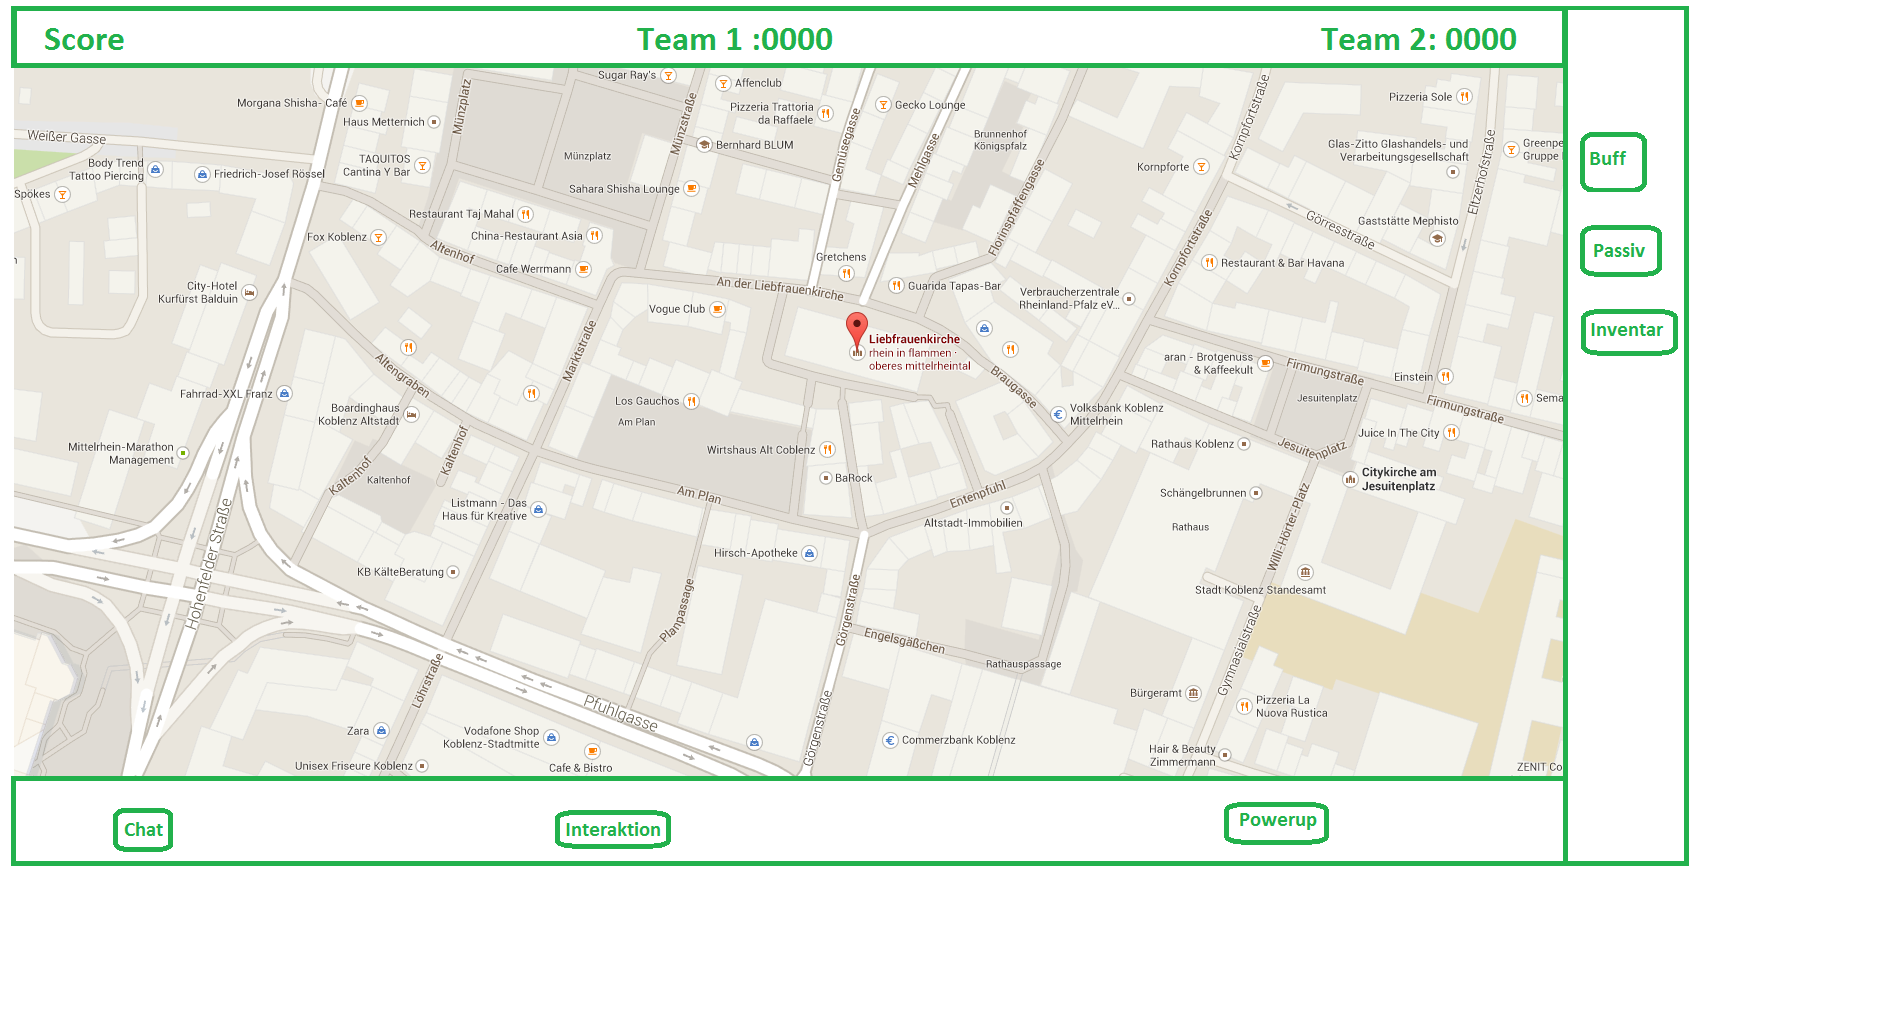 Score
Team 1 :0000
Team 2: 0000
Sugar Ray's
Affenclub
Morgana Shisha- Café
Haus Metternich
Münzplatz
Münzstraße
Pizzeria Trattoria
da Raffaele
Gecko Lounge
Gemüsegasse
Mehlgasse
Brunnenhof
Königspfalz
Kornpfortstraße
Pizzeria Sole
Weißer Gasse
Body Trend
Tattoo Piercing
Friedrich-Josef Rössel
TAQUITOS
Cantina Y Bar
Münzplatz
Bernhard BLUM
Sahara Shisha Lounge
Kornpforte
Glas-Zitto Glashandels- und
Verarbeitungsgesellschaft
Eltzerhofstraße
Greenpe
Gruppe
Buff
Spökes
Restaurant Taj Mahal
Fox Koblenz
China-Restaurant Asia
Altenhof
Cafe Werrmann
Florinspfaffengasse
Görresstraße
Gaststätte Mephisto
Passiv
n
Gretchens
Guarida Tapas-Bar
An der Liebfrauenkirche
Kornpfortstraße
Restaurant & Bar Havana
City-Hotel
Kurfürst Balduin
Vogue Club
Verbraucherzentrale
Rheinland-Pfalz eV...
Inventar
Liebfrauenkirche
rhein in flammen ·
oberes mittelrheintal
Marktstraße
Altengraben
Braugasse
aran - Brotgenuss
& Kaffeekult
Firmungstraße
Einstein
Fahrrad-XXL Franz
Boardinghaus
Koblenz Altstadt
Los Gauchos
Am Plan
Volksbank Koblenz
Mittelrhein
Jesuitenplatz
Firmungstraße
Sema
Mittelrhein-Marathon
Management
Kaltenhof
Kaltenhof
Kaltenhof
Wirtshaus Alt Coblenz
BaRock
Rathaus Koblenz
Jesuitenplatz
Juice In The City
Citykirche am
Jesuitenplatz
Listmann - Das
Haus für Kreative
Am Plan
Entenpfuhl
Altstadt-Immobilien
Schängelbrunnen
Rathaus
Willi-Hörter-Platz
Hohenfelder Straße
KB KälteBeratung
Hirsch-Apotheke
Stadt Koblenz Standesamt
Planpassage
Görgenstraße
Engelsgäßchen
Rathauspassage
Gymnasialstraße
Löhrstraße
Pfuhlgasse
Görgenstraße
Bürgeramt
Pizzeria La
Nuova Rustica
Zara
Vodafone Shop
Koblenz-Stadtmitte
Commerzbank Koblenz
Hair & Beauty
Zimmermann
Unisex Friseure Koblenz
Cafe & Bistro
ZENIT Co
Chat
Interaktion
Powerup